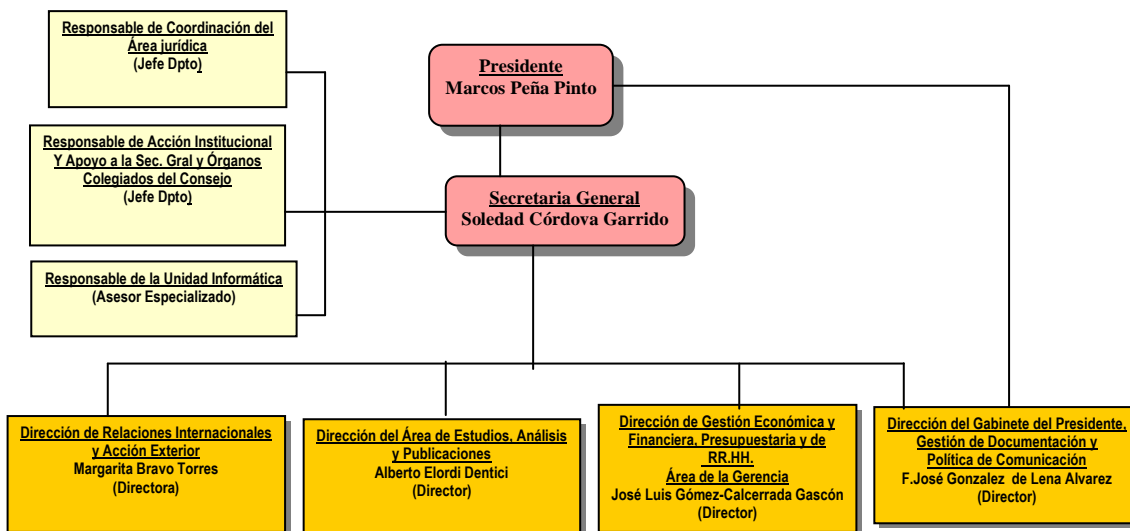 Responsable de Coordinación del
Área jurídica
(Jefe Dpto)
Responsable de Acción Institucional
Y Apoyo a la Sec. Gral y Órganos
Colegiados del Consejo
(Jefe Dpto)
Responsable de la Unidad Informática
(Asesor Especializado)
Presidente
Marcos Peña Pinto
Secretaria General
Soledad Córdova Garrido
Dirección de Relaciones Internacionales
y Acción Exterior
Margarita Bravo Torres
(Directora)
Dirección del Área de Estudios, Análisis
y Publicaciones
Alberto Elordi Dentici
(Director)
Dirección de Gestión Económica y
Financiera, Presupuestaria y de
RR.HH.
Área de la Gerencia
José Luis Gómez-Calcerrada Gascón
(Director)
Dirección del Gabinete del Presidente,
Gestión de Documentación y
Política de Comunicación
F.José Gonzalez de Lena Alvarez
(Director)